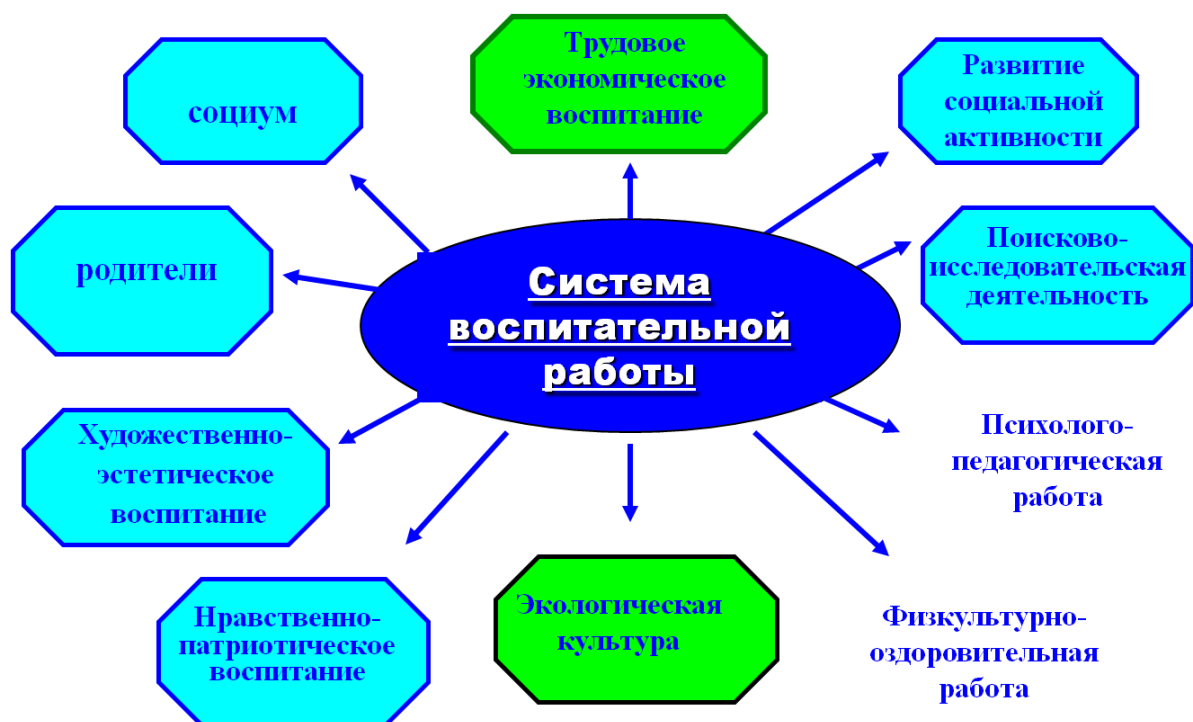 социум
Трудовое
экономическое
воспитание
Развитие
социальной
активности
родители
Система
воспитательной
работы
Поисково-
исследовательская
деятельность
Художественно-
эстетическое
воспитание
Психолого-
педагогическая
работа
Нравственно-
патриотическое
воспитание
Экологическая
культура
Физкультурно-
оздоровительная
работа